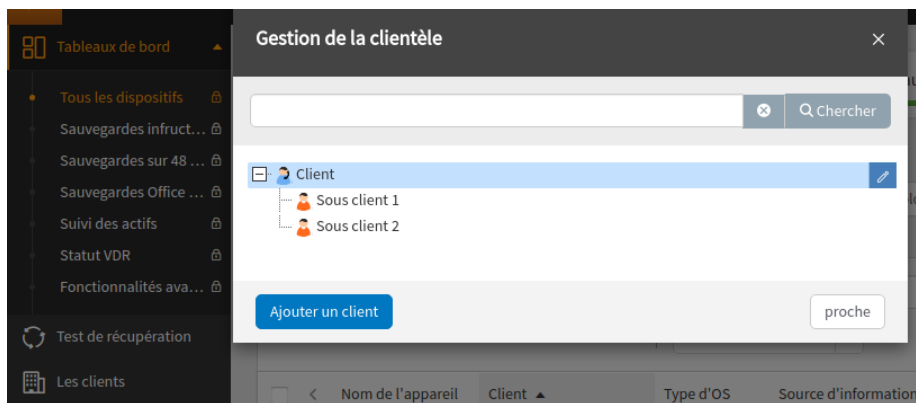 Tableaux de bord
Tous les dispositifs
Sauvegardes infruct...
Sauvegardes sur 48 ...
Sauvegardes Office ...
Suivi des actifs
Statut VDR
Fonctionnalités ava...
Test de récupération
Les clients
Gestion de la clientèle
Chercher
Client
Sous client 1
Sous client 2
Ajouter un client
proche
Nom de l'appareil Client Type d'OS Source d'information